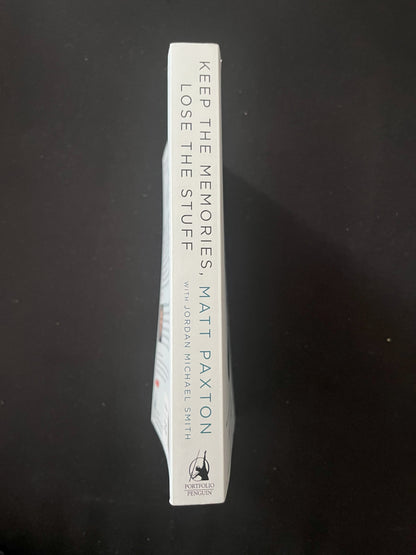 KEEP THE MEMORIES,
LOSE THE STUFF
MATT PAXTON
WITH JORDAN MICHAEL SMITH
PORTFOLIO
PENGUIN